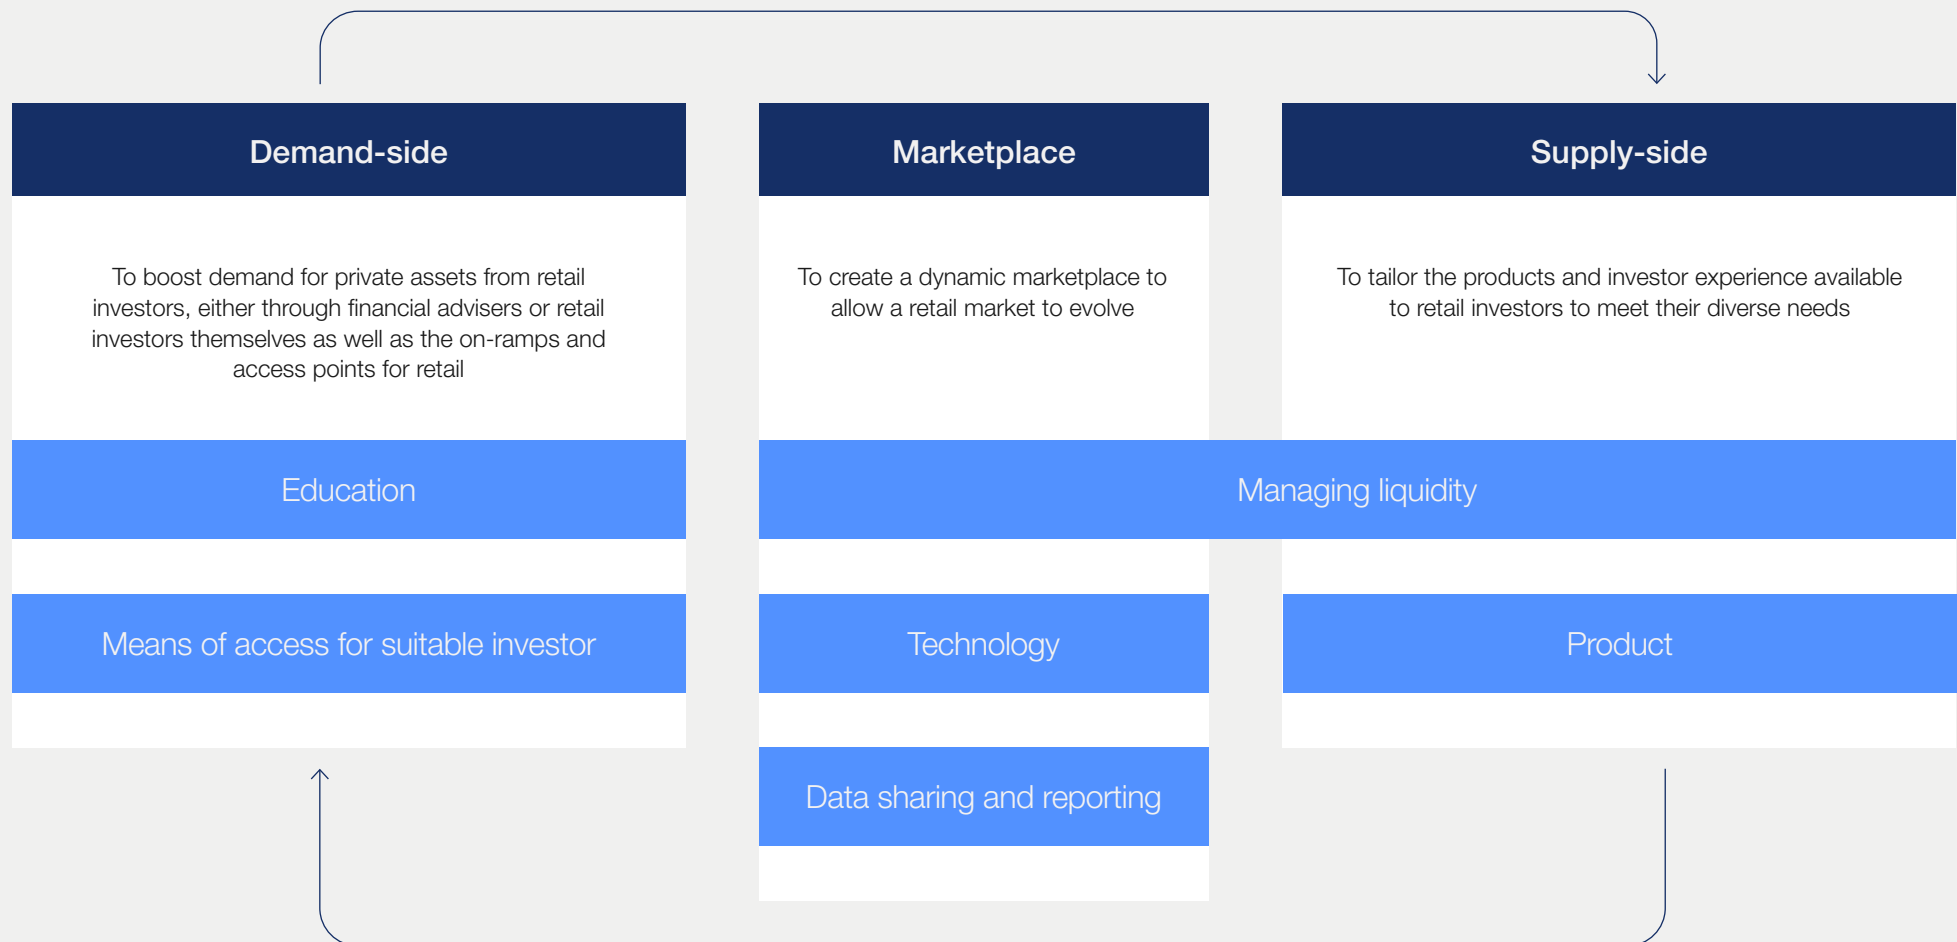 Demand-side
To boost demand for private assets from retail
investors, either through financial advisers or retail
investors themselves as well as the on-ramps and
access points for retail
Education
Means of access for suitable investor
Marketplace
To create a dynamic marketplace to
allow a retail market to evolve
Managing liquidity
Technology
Data sharing and reporting
Supply-side
To tailor the products and investor experience available
to retail investors to meet their diverse needs
Product